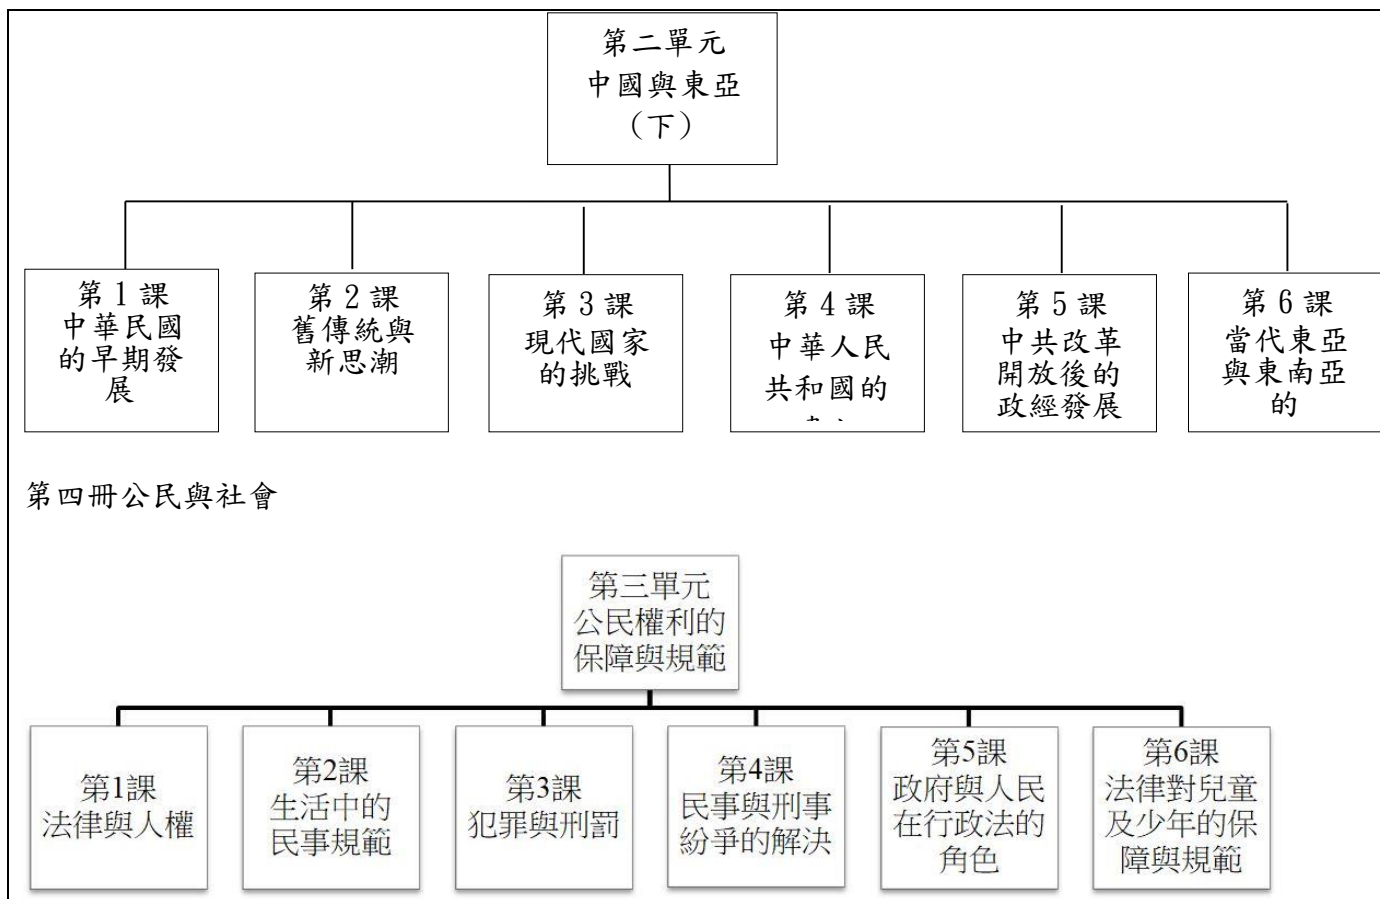 第二單元
中國與東亞
（下）
第 1 課
中華民國
的早期發
展
第 2 課
舊傳統與
新思潮
第 3 課
現代國家
的挑戰
第 4 課
中華人民
共和國的
第 5 課
中共改革
開放後的
政經發展
第 6 課
當代東亞
與東南亞
的
第四冊公民與社會
第三單元
公民權利的
保障與規範
第1課
法律與人權
第2課
生活中的
民事規範
第3課
犯罪與刑罰
第4課
民事與刑事
紛爭的解決
第5課
政府與人民
在行政法的
角色
第6課
法律對兒童
及少年的保
障與規範